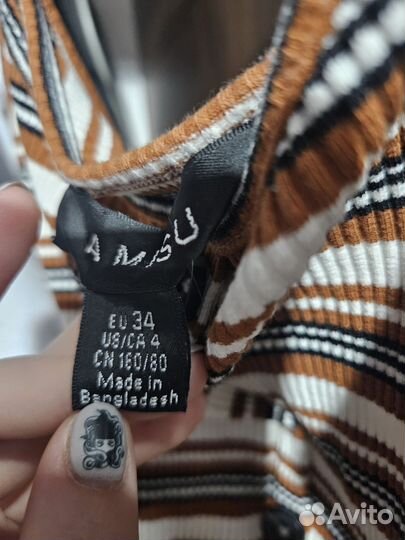 AMISU
EU 34
US/CA 4
CN 160/80
Made in
Bangladesh
Avito